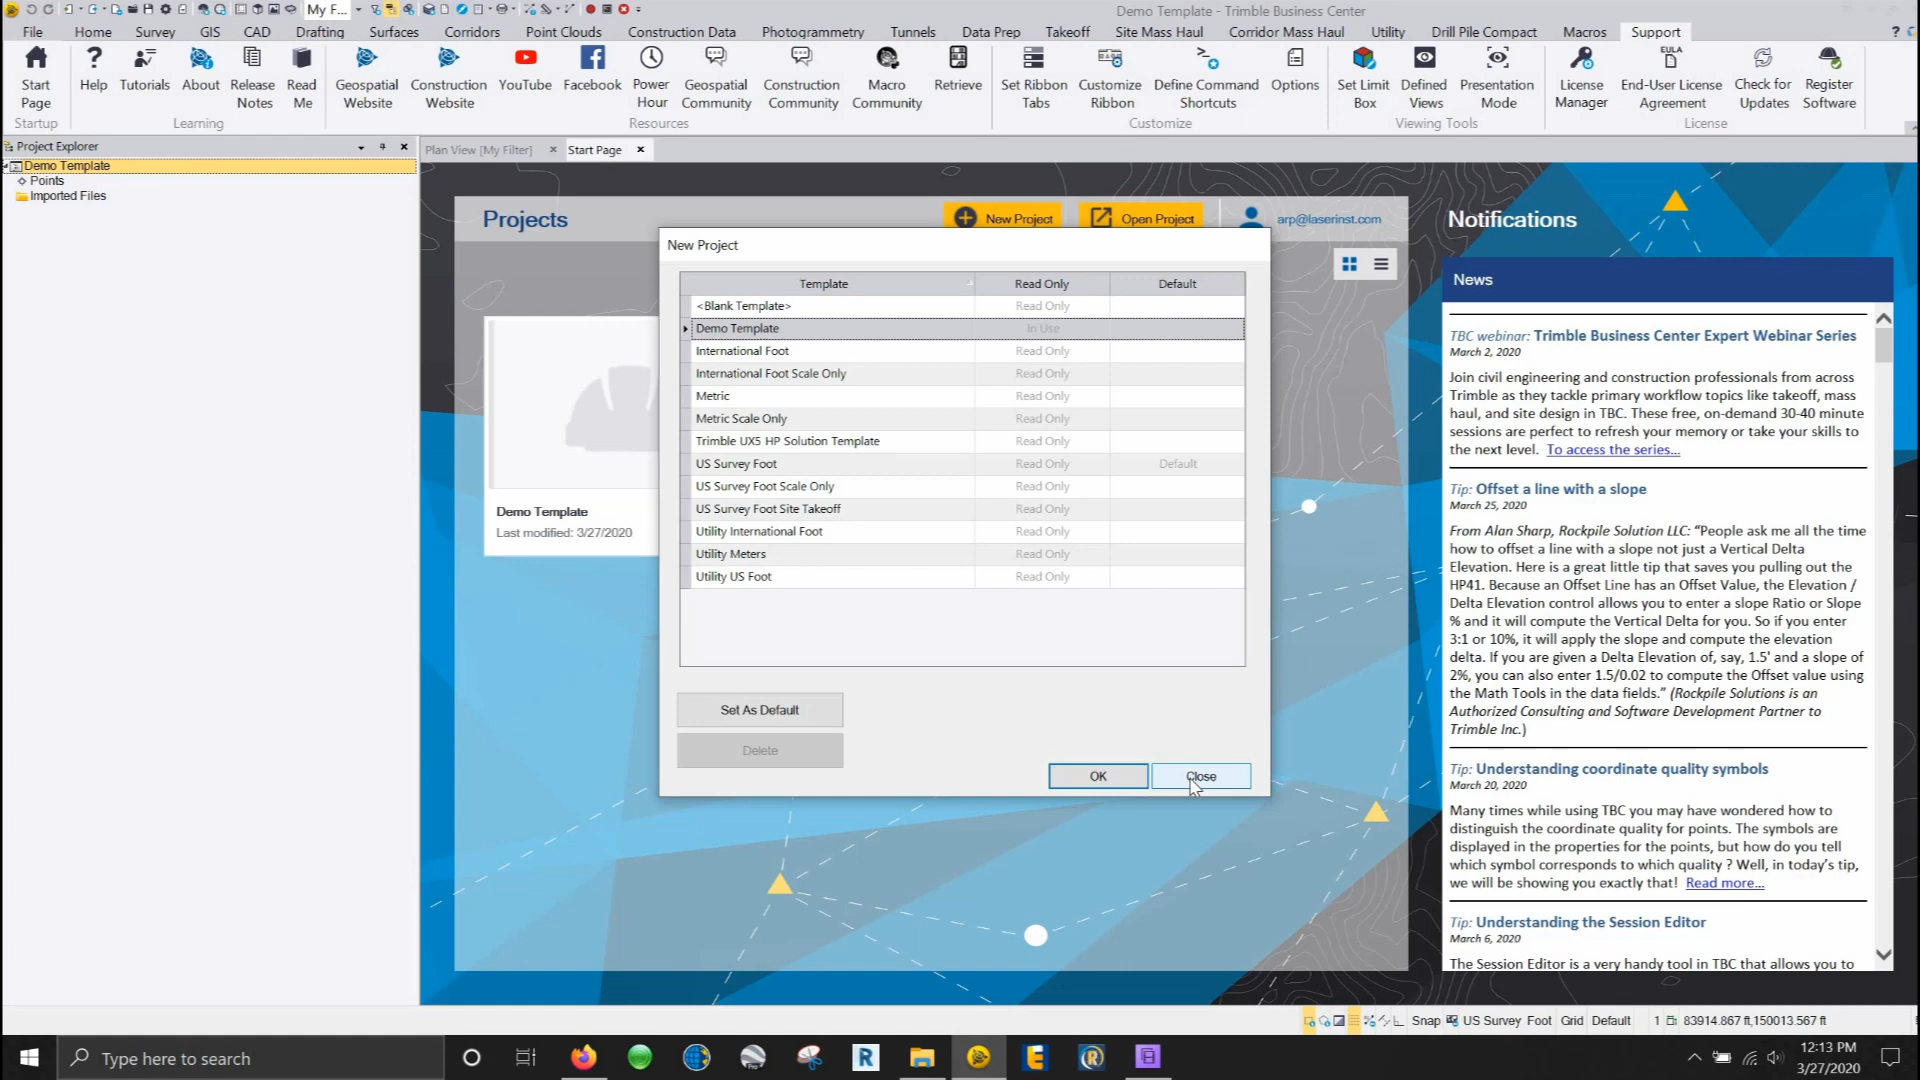 My F...
Demo Template - Trimble Business Center
File Home Survey GIS CAD Drafting Surfaces Corridors Point Clouds Construction Data Photogrammetry Tunnels Data Prep Takeoff Site Mass Haul Corridor Mass Haul Utility Drill Pile Compact Macros Support
Start Page
Help
Tutorials
About
Release Notes
Read Me
Geospatial Website
Construction Website
YouTube
Facebook
Power Hour
Geospatial Community
Construction Community
Macro Community
Retrieve
Set Ribbon Tabs
Customize Ribbon
Define Command Shortcuts
Options
Set Limit Box
Defined Views
Presentation Mode
License Manager
EULA
End-User License Agreement
Check for Updates
Register Software
Startup Learning Resources Customize Viewing Tools License
Project Explorer
Demo Template
Points
Imported Files
Plan View [My Filter]
Start Page
Projects
New Project
Open Project
arp@laserinst.com
Demo Template
Last modified: 3/27/2020
New Project
Template Read Only Default
<Blank Template> Read Only
Demo Template In Use
International Foot Read Only
International Foot Scale Only Read Only
Metric Read Only
Metric Scale Only Read Only
Trimble UX5 HP Solution Template Read Only
US Survey Foot Read Only Default
US Survey Foot Scale Only Read Only
US Survey Foot Site Takeoff Read Only
Utility International Foot Read Only
Utility Meters Read Only
Utility US Foot Read Only
Set As Default
Delete
OK
Close
Notifications
News
TBC webinar: Trimble Business Center Expert Webinar Series
March 2, 2020
Join civil engineering and construction professionals from across
Trimble as they tackle primary workflow topics like takeoff, mass
haul, and site design in TBC. These free, on-demand 30-40 minute
sessions are perfect to refresh your memory or take your skills to
the next level. To access the series...
Tip: Offset a line with a slope
March 25, 2020
From Alan Sharp, Rockpile Solution LLC: “People ask me all the time
how to offset a line with a slope not just a Vertical Delta
Elevation. Here is a great little tip that saves you pulling out the
HP41. Because an Offset Line has an Offset Value, the Elevation /
Delta Elevation control allows you to enter a slope Ratio or Slope
% and it will compute the Vertical Delta for you. So if you enter
3:1 or 10%, it will apply the slope and compute the elevation
delta. If you are given a Delta Elevation of, say, 1.5' and a slope of
2%, you can also enter 1.5/0.02 to compute the Offset value using
the Math Tools in the data fields.” (Rockpile Solutions is an
Authorized Consulting and Software Development Partner to
Trimble Inc.)
Tip: Understanding coordinate quality symbols
March 20, 2020
Many times while using TBC you may have wondered how to
distinguish the coordinate quality for points. The symbols are
displayed in the properties for the points, but how do you tell
which symbol corresponds to which quality ? Well, in today’s tip,
we will be showing you exactly that! Read more...
Tip: Understanding the Session Editor
March 6, 2020
The Session Editor is a very handy tool in TBC that allows you to
Snap US Survey Foot Grid Default 1 83914.867 ft,150013.567 ft
Type here to search
12:13 PM
3/27/2020